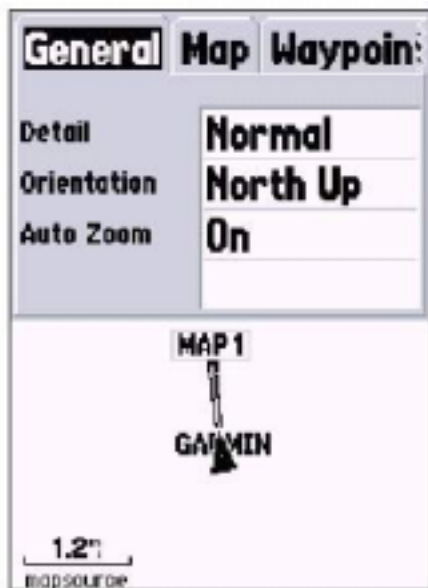 General Map Waypoin
Detail Normal
Orientation North Up
Auto Zoom On
MAP 1
GARMIN
1.2
mapsource